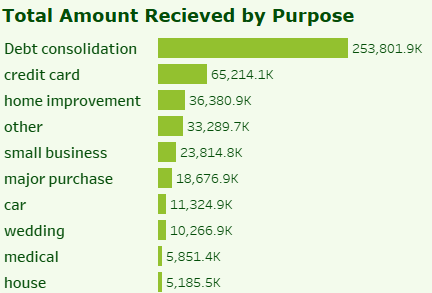 Total Amount Recieved by Purpose
Debt consolidation 253,801.9K
credit card 65,214.1K
home improvement 36,380.9K
other 33,289.7K
small business 23,814.8K
major purchase 18,676.9K
car 11,324.9K
wedding 10,266.9K
medical 5,851.4K
house 5,185.5K